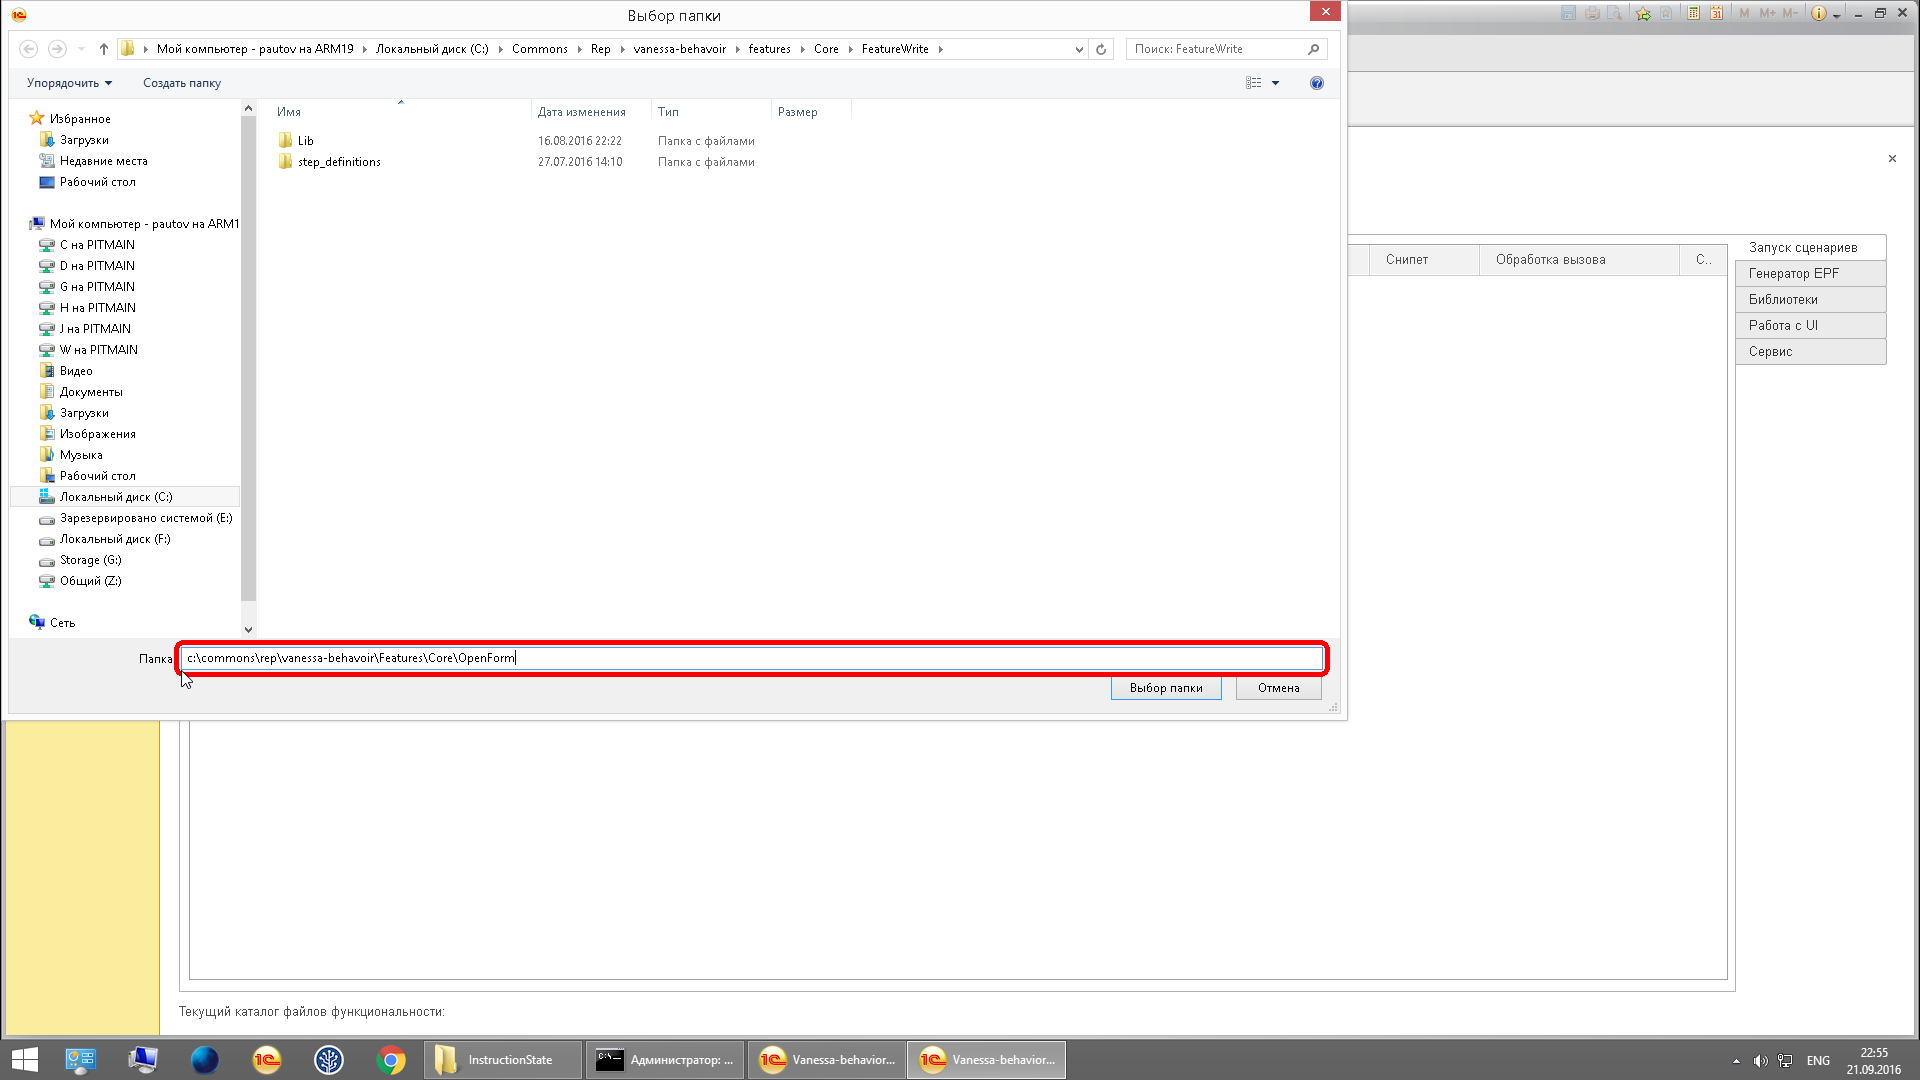 Выбор папки
Мой компьютер - pautov на ARM19 Локальный диск (C:) Commons Rep vanessa-behavoir features Core FeatureWrite
Поиск: FeatureWrite
Упорядочить Создать папку
Имя Дата изменения Тип Размер
Lib 16.08.2016 22:22 Папка с файлами
step_definitions 27.07.2016 14:10 Папка с файлами
Избранное
Загрузки
Недавние места
Рабочий стол
Мой компьютер - pautov на ARM1
C на PITMAIN
D на PITMAIN
G на PITMAIN
H на PITMAIN
J на PITMAIN
W на PITMAIN
Видео
Документы
Загрузки
Изображения
Музыка
Рабочий стол
Локальный диск (C:)
Зарезервировано системой (E:)
Локальный диск (F:)
Storage (G:)
Общий (Z:)
Сеть
Папка c:\commons\rep\vanessa-behavoir\Features\Core\OpenForm
Выбор папки Отмена
M M+ M-
31
Снипет Обработка вызова С..
Запуск сценариев
Генератор EPF
Библиотеки
Работа с UI
Сервис
Текущий каталог файлов функциональности:
InstructionState
Администратор: ...
Vanessa-behavior...
Vanessa-behavior...
ENG
22:55
21.09.2016